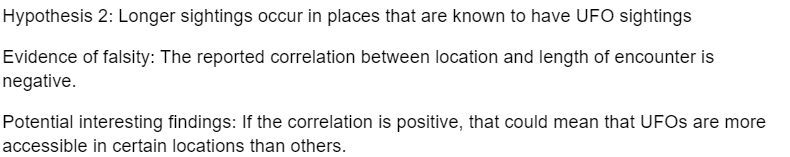 Hypothesis 2: Longer sightings occur in places that are known to have UFO sightings
Evidence of falsity: The reported correlation between location and length of encounter is
negative.
Potential interesting findings: If the correlation is positive, that could mean that UFOs are more
accessible in certain locations than others.